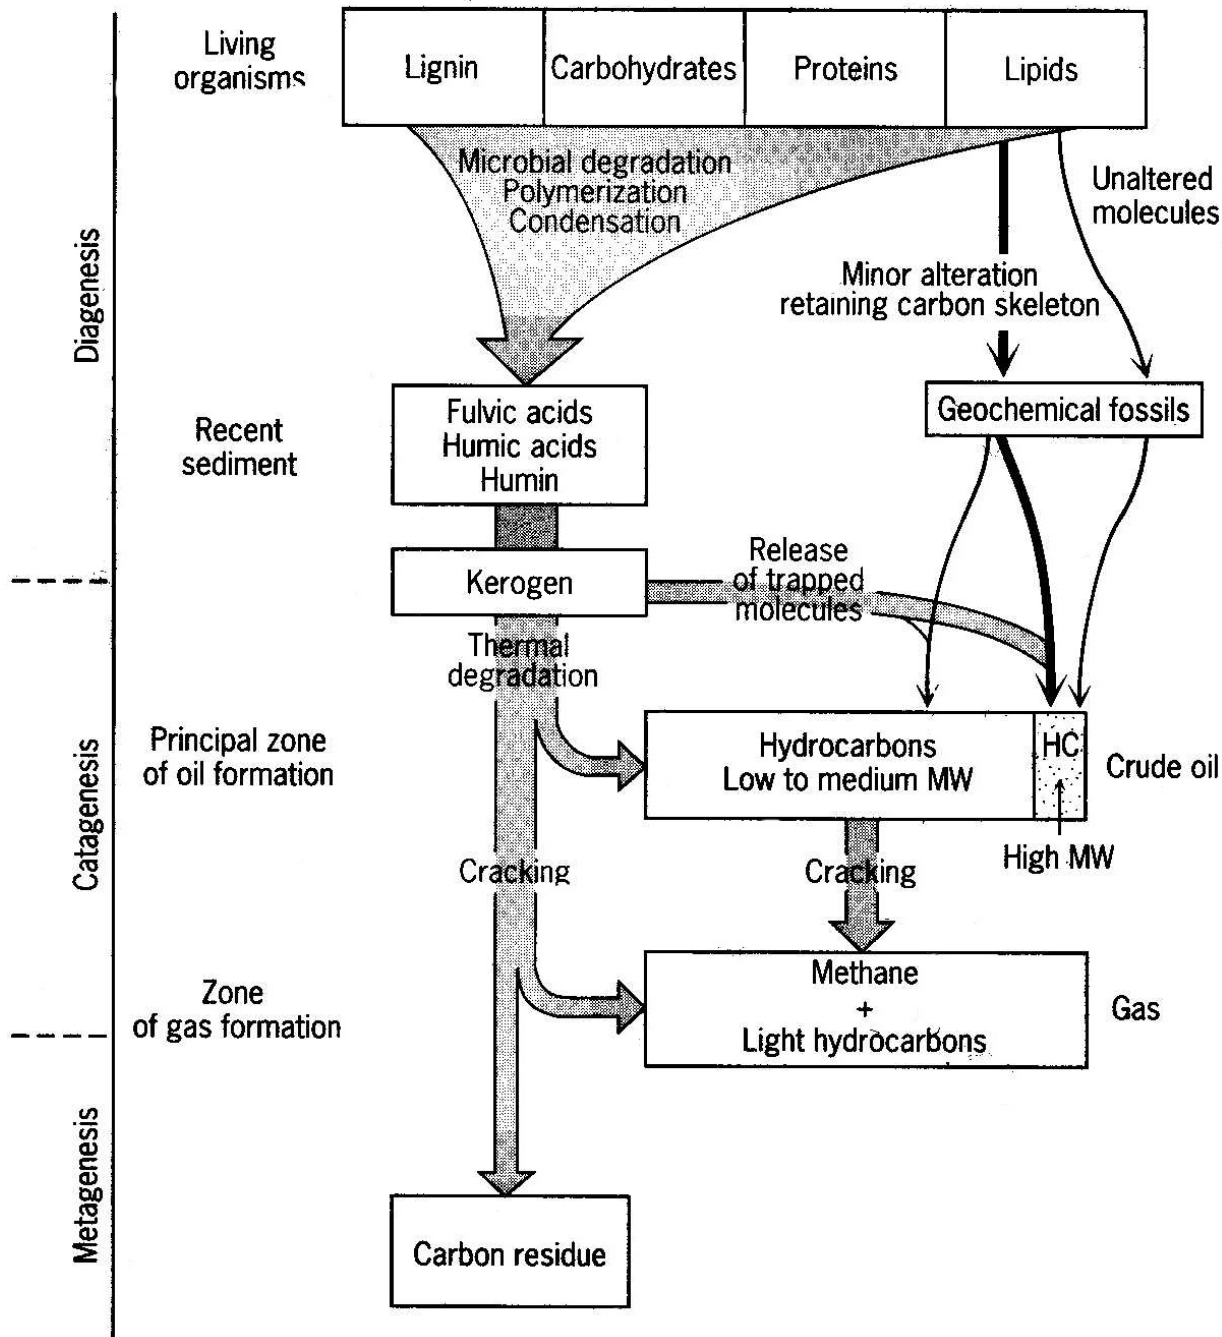 Living
organisms
Lignin
Carbohydrates
Proteins
Lipids
Microbial degradation
Polymerization
Condensation
Unaltered
molecules
Minor alteration
retaining carbon skeleton
Diagenesis
Recent
sediment
Fulvic acids
Humic acids
Humin
Geochemical fossils
Kerogen
Release
of trapped
molecules
Thermal
degradation
Catagenesis
Principal zone
of oil formation
Hydrocarbons
Low to medium MW
HC
Crude oil
High MW
Cracking
Cracking
Zone
of gas formation
Methane
+
Light hydrocarbons
Gas
Metagenesis
Carbon residue